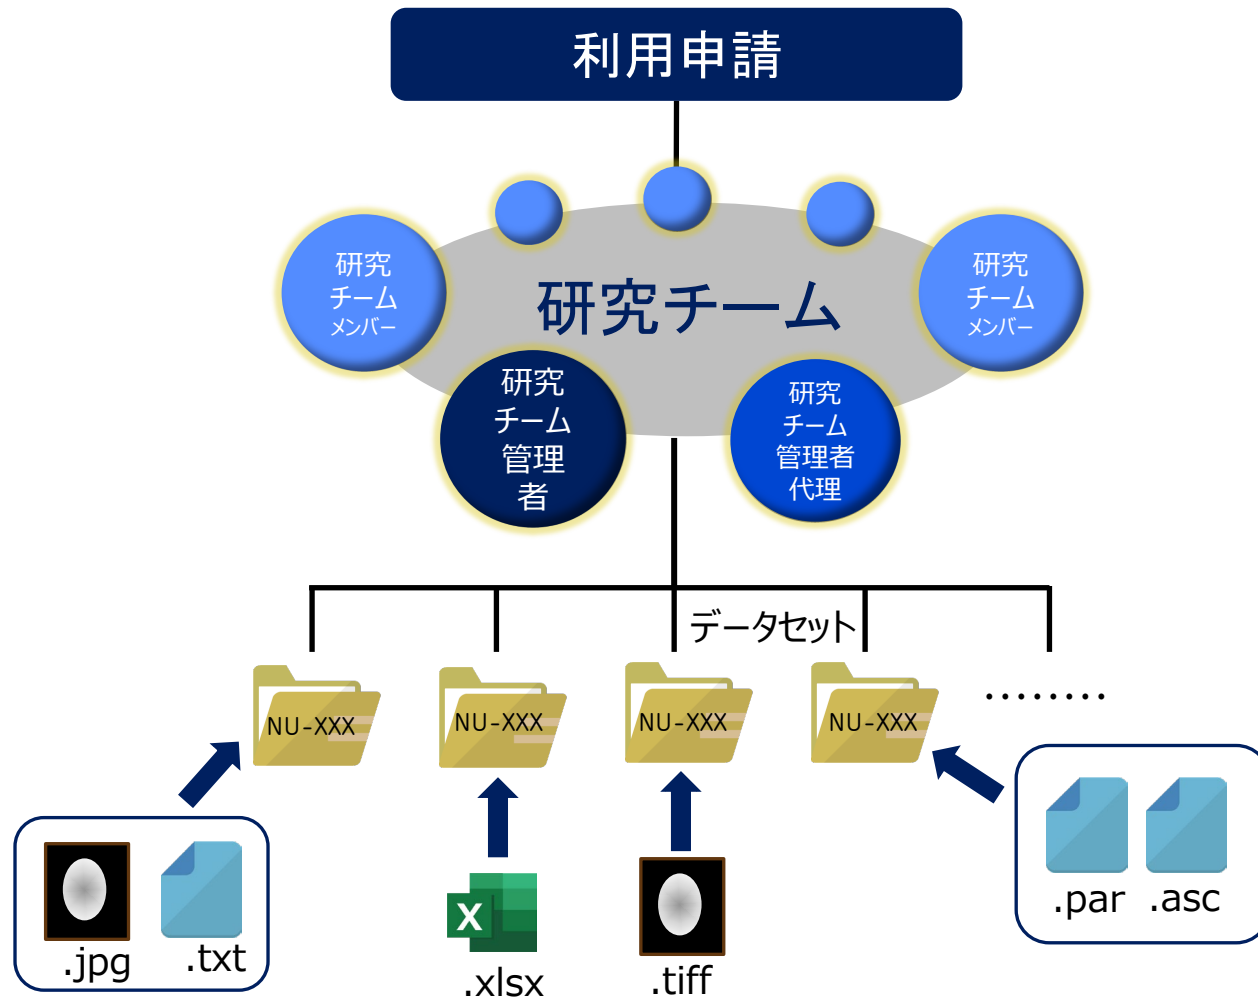 利用申請
研究チーム
研究
チーム
メンバー
研究
チーム
メンバー
研究
チーム
管理
者
研究
チーム
管理者
代理
データセット
NU-XXX
NU-XXX
NU-XXX
NU-XXX
………
.jpg
.txt
X
.xlsx
.tiff
.par
.asc